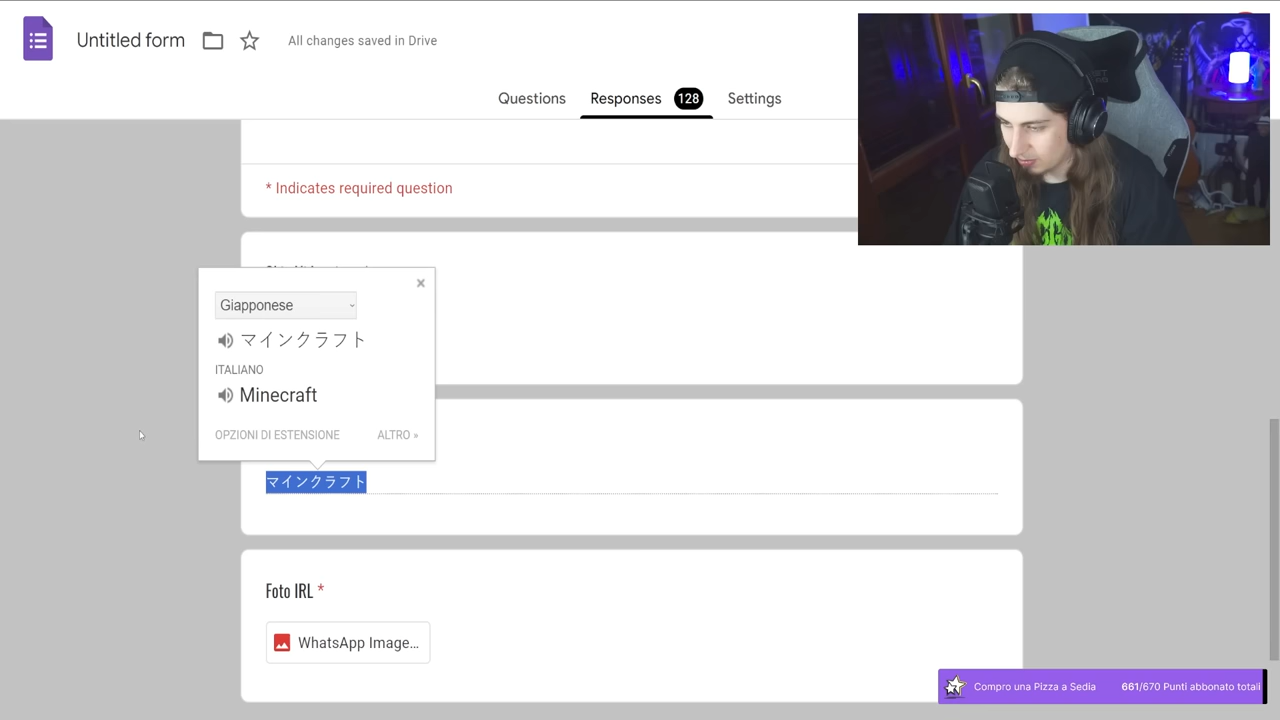 Untitled form
All changes saved in Drive
Questions
Responses 128
Settings
* Indicates required question
Giapponese
マインクラフト
ITALIANO
Minecraft
OPZIONI DI ESTENSIONE
ALTRO »
マインクラフト
Foto IRL *
WhatsApp Image...
Compro una Pizza a Sedia
661/670 Punti abbonato totali